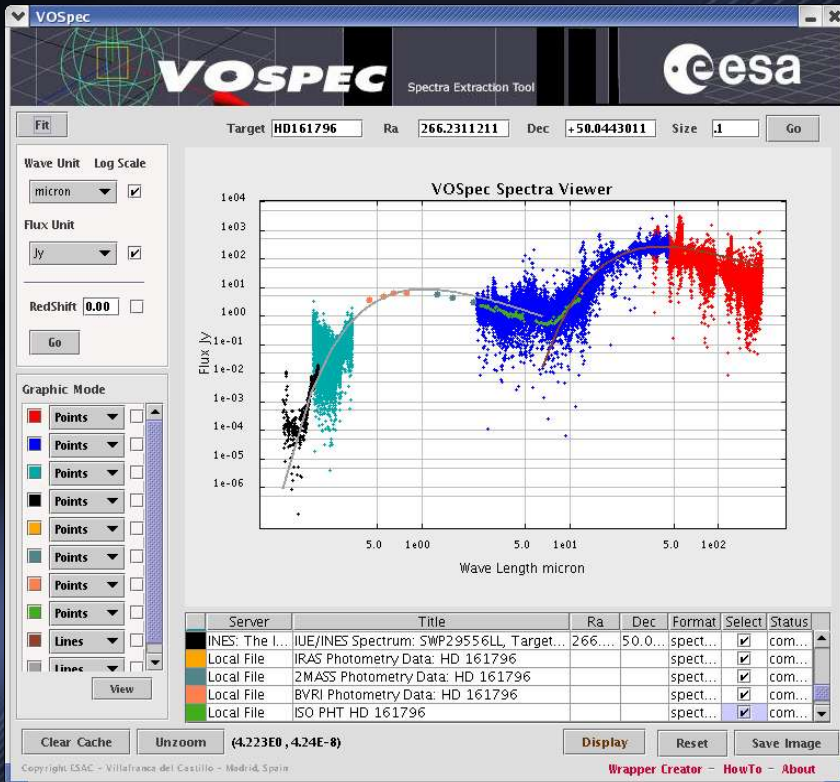 VOSpec
VOSPEC
Spectra Extraction Tool
esa
Fit
Target HD161796 Ra 266.2311211 Dec +50.0443011 Size .1 Go
Wave Unit Log Scale
micron
Flux Unit
Jy
RedShift 0.00
Go
Graphic Mode
Points
Points
Points
Points
Points
Points
Points
Points
Lines
Lines
View
VOSpec Spectra Viewer
1e04
1e03
1e02
1e01
1e00
1e-01
1e-02
1e-03
1e-04
1e-05
1e-06
Flux Jy
5.0 1e00 5.0 1e01 5.0 1e02
Wave Length micron
Server Title Ra Dec Format Select Status
INES: The I... IUE/INES Spectrum: SWP29556LL, Target... 266.... 50.0... spect... com...
Local File IRAS Photometry Data: HD 161796 spect... com...
Local File 2MASS Photometry Data: HD 161796 spect... com...
Local File BVRI Photometry Data: HD 161796 spect... com...
Local File ISO PHT HD 161796 spect... com...
Clear Cache Unzoom (4.223E0 , 4.24E-8) Display Reset Save Image
Copyright ESAC - Villafranca del Castillo - Madrid, Spain
Wrapper Creator - HowTo - About